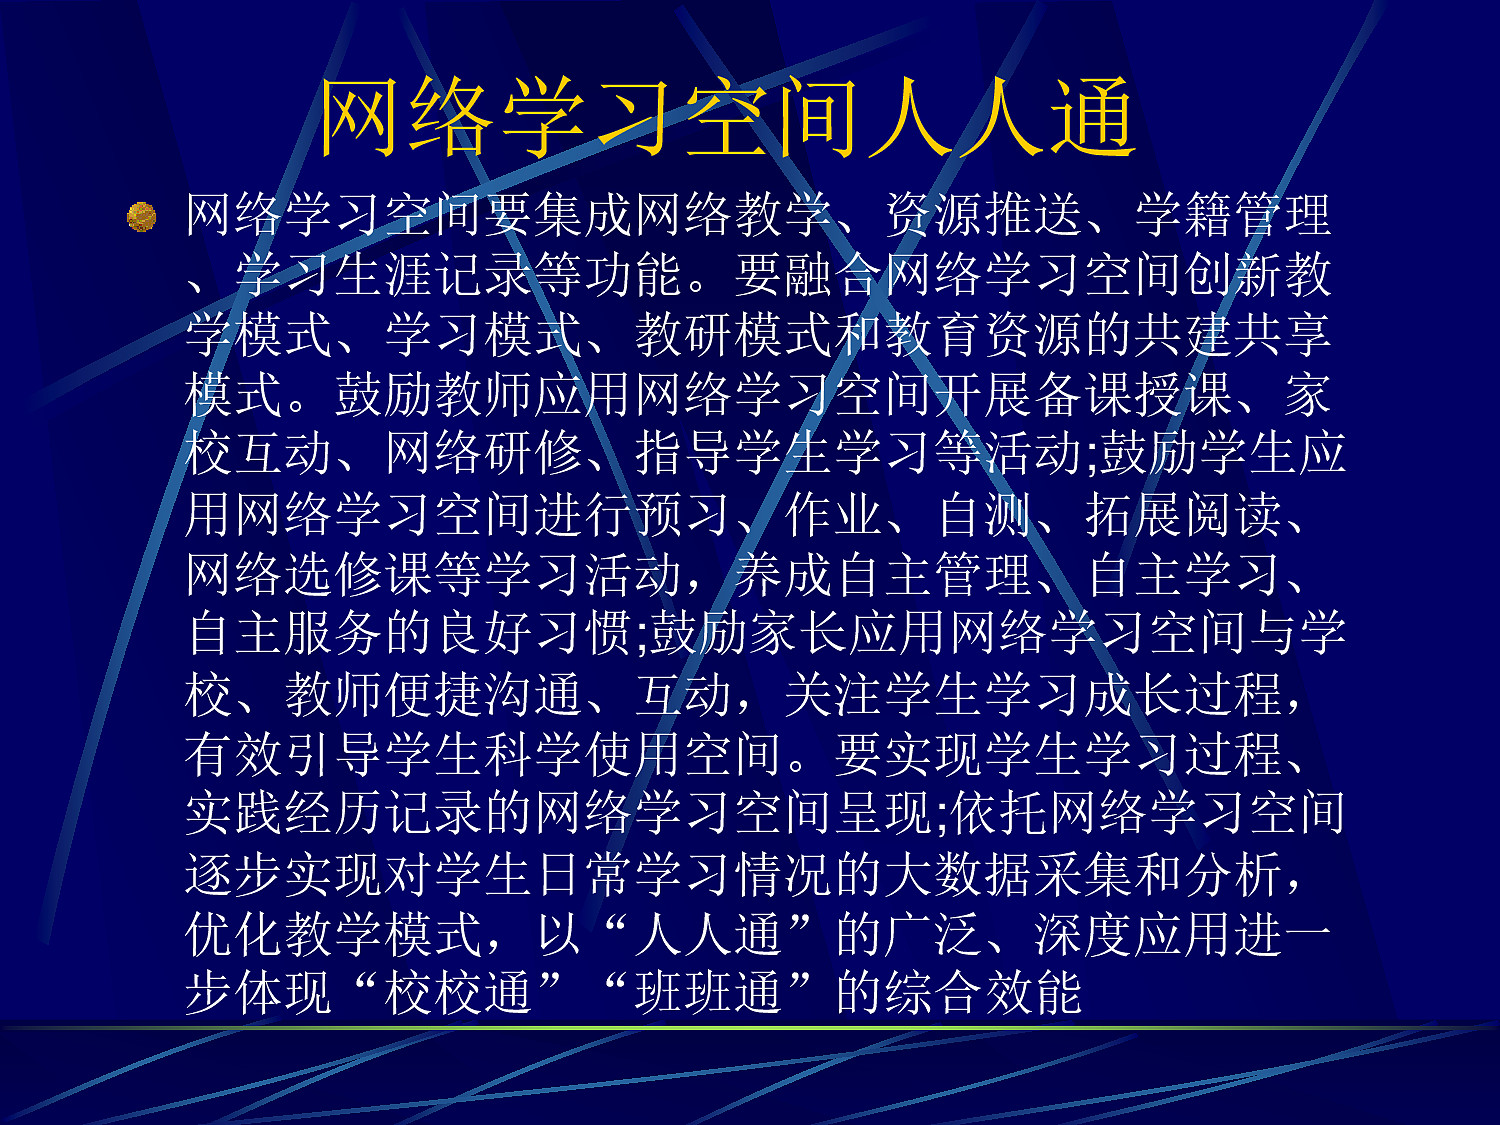 网络学习空间人人通
网络学习空间要集成网络教学、资源推送、学籍管理
、学习生涯记录等功能。要融合网络学习空间创新教
学模式、学习模式、教研模式和教育资源的共建共享
模式。鼓励教师应用网络学习空间开展备课授课、家
校互动、网络研修、指导学生学习等活动;鼓励学生应
用网络学习空间进行预习、作业、自测、拓展阅读、
网络选修课等学习活动，养成自主管理、自主学习、
自主服务的良好习惯;鼓励家长应用网络学习空间与学
校、教师便捷沟通、互动，关注学生学习成长过程，
有效引导学生科学使用空间。要实现学生学习过程、
实践经历记录的网络学习空间呈现;依托网络学习空间
逐步实现对学生日常学习情况的大数据采集和分析，
优化教学模式，以“人人通”的广泛、深度应用进一
步体现“校校通”“班班通”的综合效能